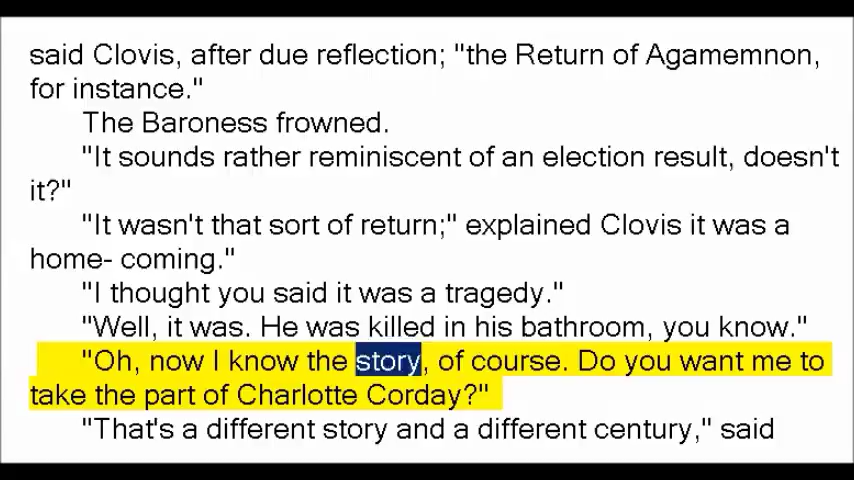 said Clovis, after due reflection; "the Return of Agamemnon,
for instance."
The Baroness frowned.
"It sounds rather reminiscent of an election result, doesn't
it?"
"It wasn't that sort of return;" explained Clovis it was a
home- coming."
"I thought you said it was a tragedy."
"Well, it was. He was killed in his bathroom, you know."
"Oh, now I know the story, of course. Do you want me to
take the part of Charlotte Corday?"
"That's a different story and a different century," said